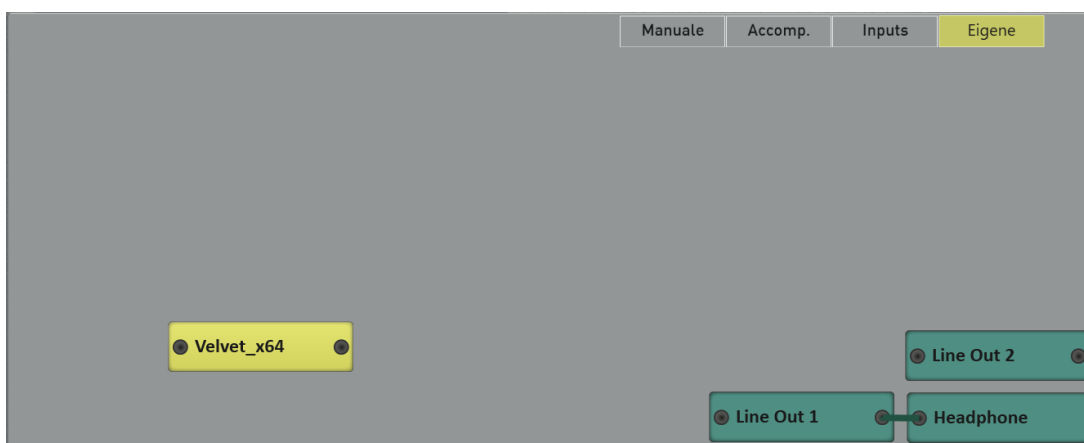 Manuale Accomp. Inputs Eigene
Velvet_x64
Line Out 2
Line Out 1 Headphone